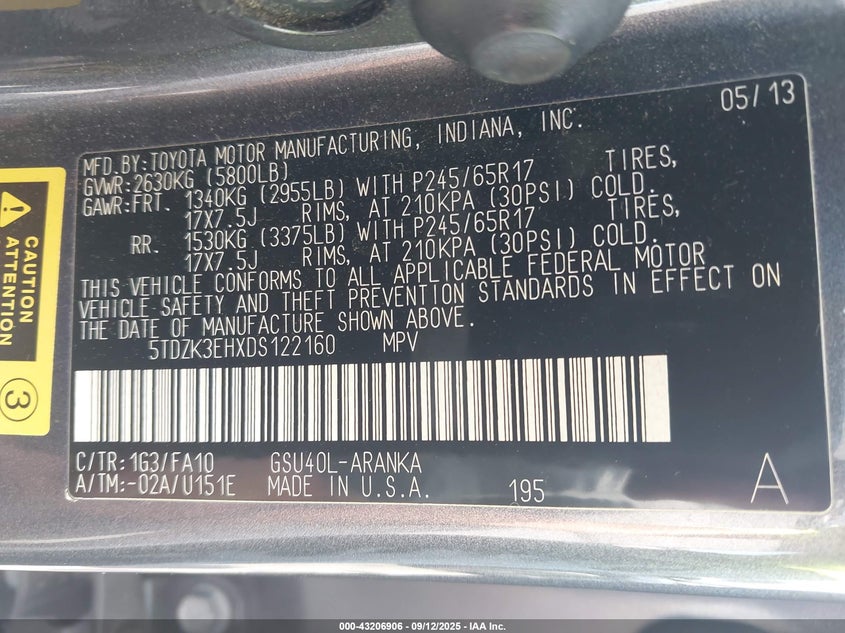 05/13
MFD.BY:TOYOTA MOTOR MANUFACTURING, INDIANA, INC.
GVWR:2630KG (5800LB)
GAWR:FRT. 1340KG (2955LB) WITH P245/65R17 TIRES,
17X7.5J RIMS, AT 210KPA (30PSI) COLD.
RR. 1530KG (3375LB) WITH P245/65R17 TIRES,
17X7.5J RIMS, AT 210KPA (30PSI) COLD.
THIS VEHICLE CONFORMS TO ALL APPLICABLE FEDERAL MOTOR
VEHICLE SAFETY AND THEFT PREVENTION STANDARDS IN EFFECT ON
THE DATE OF MANUFACTURE SHOWN ABOVE.
5TDZK3EHXDS122160 MPV
C/TR:1G3/FA10 GSU40L-ARANKA
A/TM:-02A/U151E MADE IN U.S.A. 195 A
CAUTION
ATTENTION
3
000-43206906 - 09/12/2025 - IAA Inc.